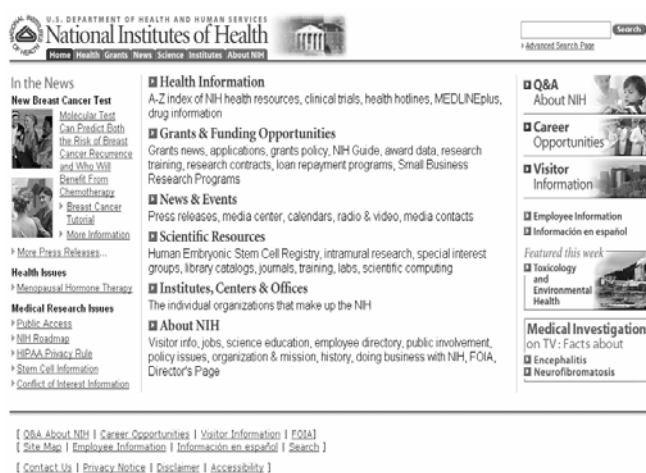 U.S. DEPARTMENT OF HEALTH AND HUMAN SERVICES
National Institutes of Health
Home Health Grants News Science Institutes About NIH
Search
Advanced Search Page
In the News
New Breast Cancer Test
Molecular Test
Can Predict Both
the Risk of Breast
Cancer Recurrence
and Who Will
Benefit From
Chemotherapy
Breast Cancer
Tutorial
More Information
More Press Releases...
Health Issues
Menopausal Hormone Therapy
Medical Research Issues
Public Access
NIH Roadmap
HIPAA Privacy Rule
Stem Cell Information
Conflict of Interest Information
Health Information
A-Z index of NIH health resources, clinical trials, health hotlines, MEDLINEplus,
drug information
Grants & Funding Opportunities
Grants news, applications, grants policy, NIH Guide, award data, research
training, research contracts, loan repayment programs, Small Business
Research Programs
News & Events
Press releases, media center, calendars, radio & video, media contacts
Scientific Resources
Human Embryonic Stem Cell Registry, intramural research, special interest
groups, library catalogs, journals, training, labs, scientific computing
Institutes, Centers & Offices
The individual organizations that make up the NIH
About NIH
Visitor info, jobs, science education, employee directory, public involvement,
policy issues, organization & mission, history, doing business with NIH, FOIA,
Director's Page
Q&A
About NIH
Career
Opportunities
Visitor
Information
Employee Information
Información en español
Featured this week
Toxicology
and
Environmental
Health
Medical Investigation
on TV: Facts about
Encephalitis
Neurofibromatosis
[ Q&A About NIH | Career Opportunities | Visitor Information | FOIA]
[ Site Map | Employee Information | Información en español | Search ]
[ Contact Us | Privacy Notice | Disclaimer | Accessibility ]